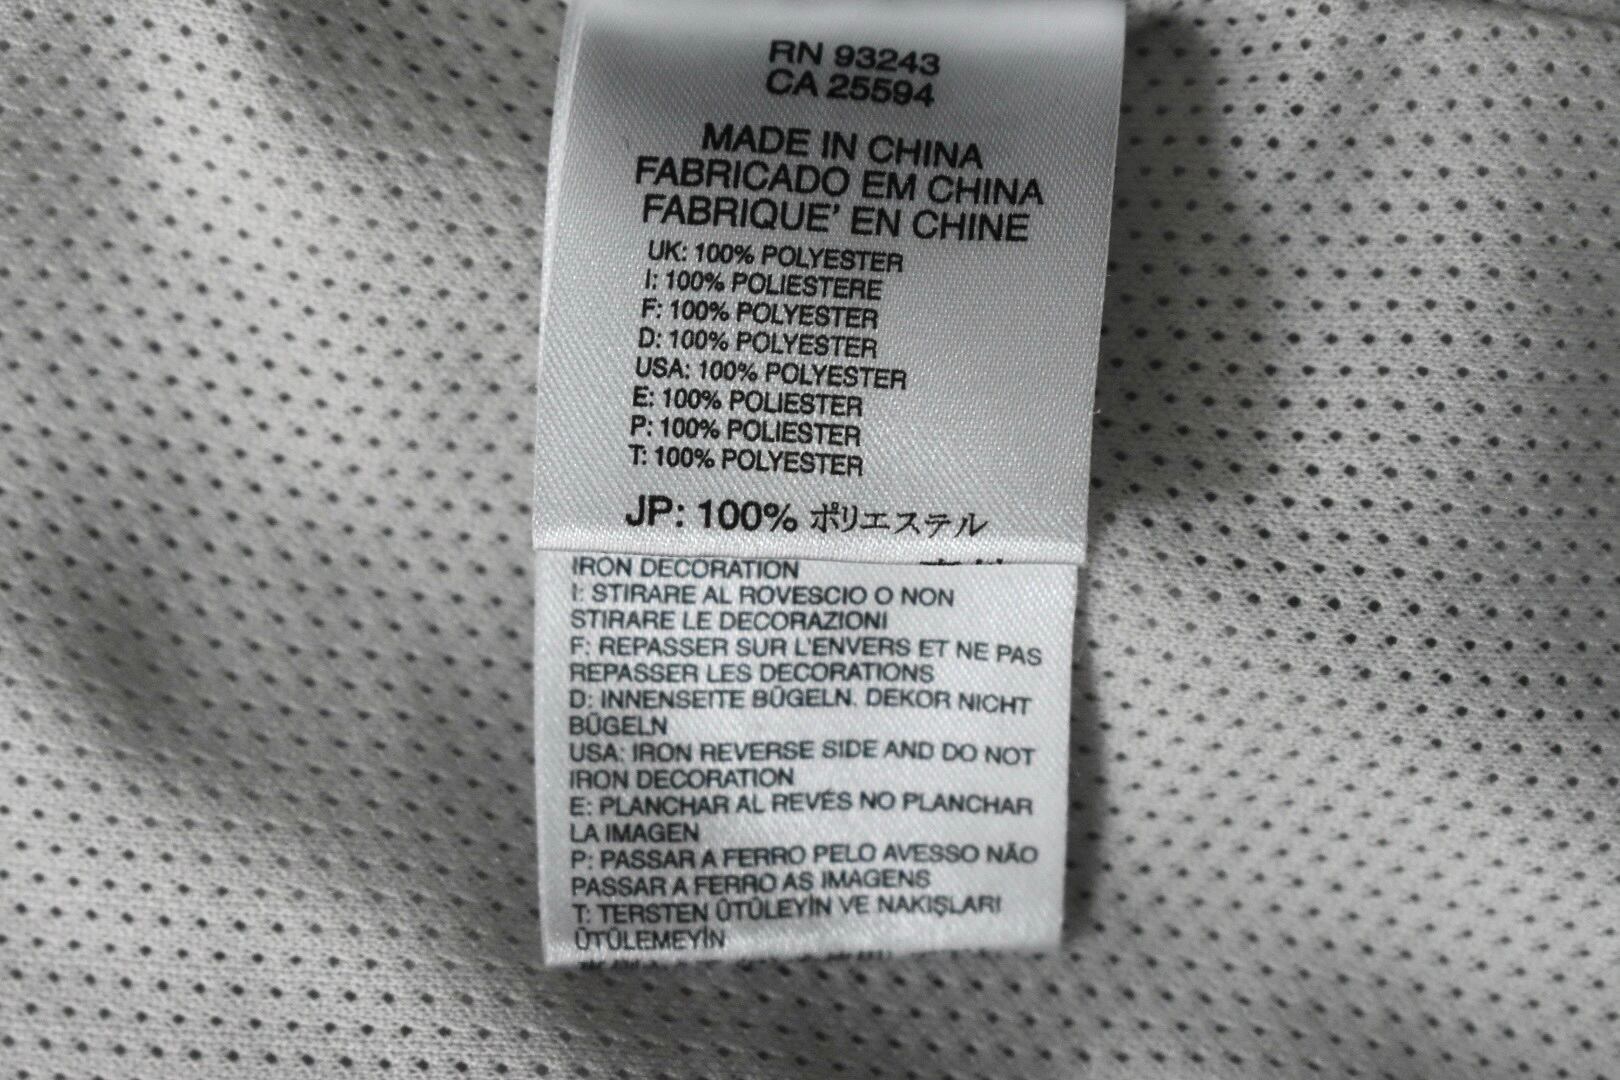 RN 93243
CA 25594
MADE IN CHINA
FABRICADO EM CHINA
FABRIQUE' EN CHINE
UK: 100% POLYESTER
I: 100% POLIESTERE
F: 100% POLYESTER
D: 100% POLYESTER
USA: 100% POLYESTER
E: 100% POLIESTER
P: 100% POLIESTER
T: 100% POLYESTER
JP: 100% ポリエステル
IRON DECORATION
I: STIRARE AL ROVESCIO O NON
STIRARE LE DECORAZIONI
F: REPASSER SUR L'ENVERS ET NE PAS
REPASSER LES DECORATIONS
D: INNENSEITE BÜGELN. DEKOR NICHT
BÜGELN
USA: IRON REVERSE SIDE AND DO NOT
IRON DECORATION
E: PLANCHAR AL REVÉS NO PLANCHAR
LA IMAGEN
P: PASSAR A FERRO PELO AVESSO NÃO
PASSAR A FERRO AS IMAGENS
T: TERSTEN ÜTÜLEYİN VE NAKIŞLARI
ÜTÜLEMEYİN